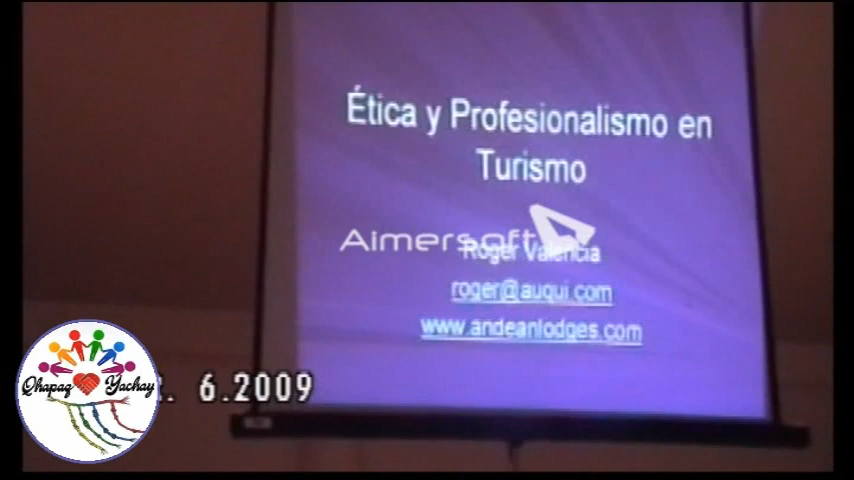 Ética y Profesionalismo en
Turismo
Aimersoft
Roger Valencia
roger@auqui.com
www.andeanlodges.com
Qhapaq Yachay
6.2009